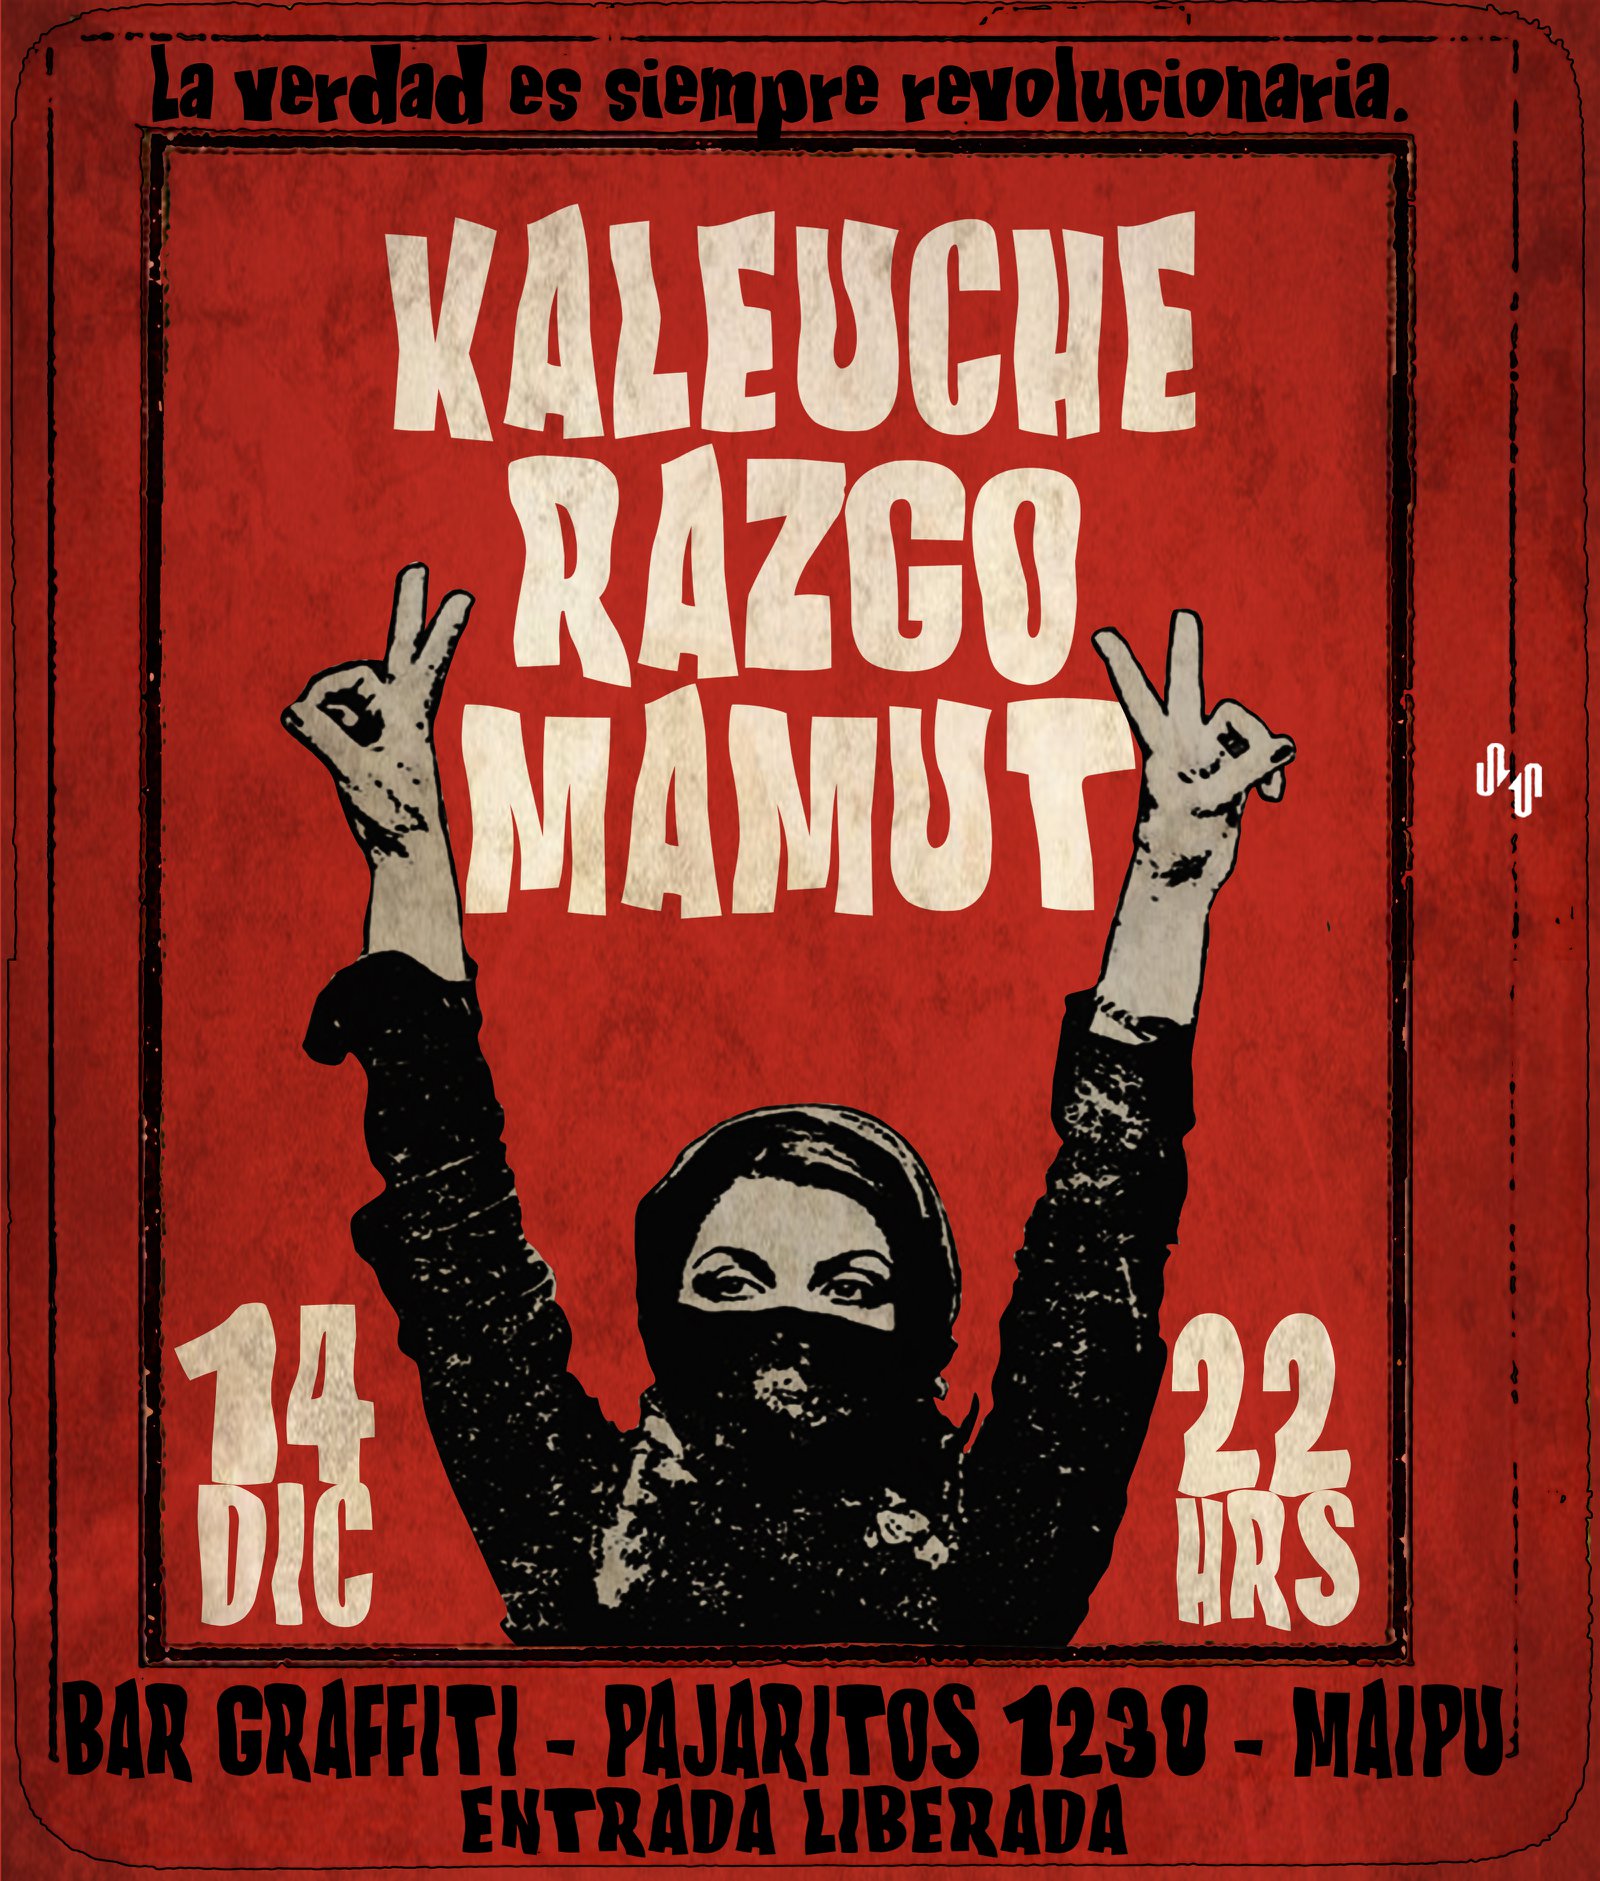 La verdad es siempre revolucionaria.
KALEUCHE
RAZGO
MAMUT
14
DIC
22
HRS
BAR GRAFFITI - PAJARITOS 1230 - MAIPU
ENTRADA LIBERADA